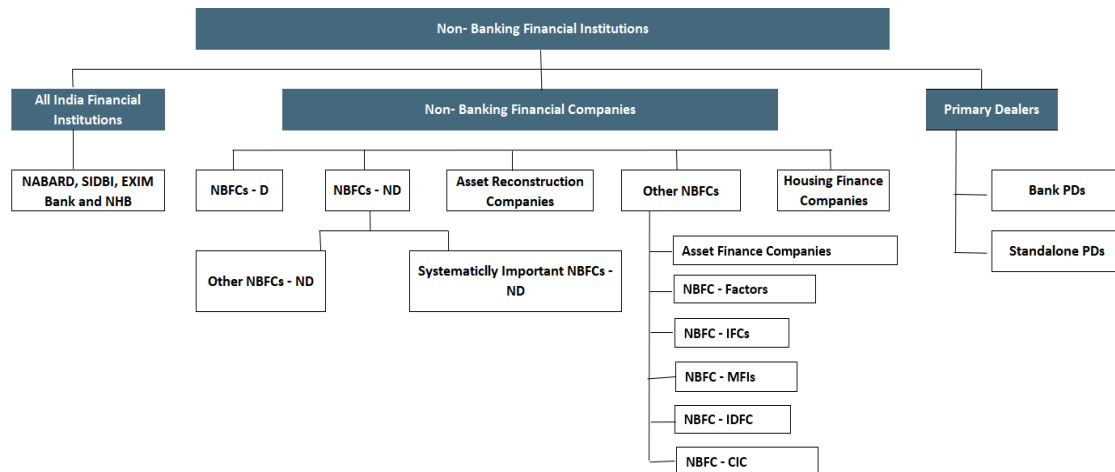 Non- Banking Financial Institutions
All India Financial
Institutions
Non- Banking Financial Companies
Primary Dealers
NABARD, SIDBI, EXIM
Bank and NHB
NBFCs - D
NBFCs - ND
Asset Reconstruction
Companies
Other NBFCs
Housing Finance
Companies
Bank PDs
Standalone PDs
Other NBFCs - ND
Systematiclly Important NBFCs -
ND
Asset Finance Companies
NBFC - Factors
NBFC - IFCs
NBFC - MFIs
NBFC - IDFC
NBFC - CIC